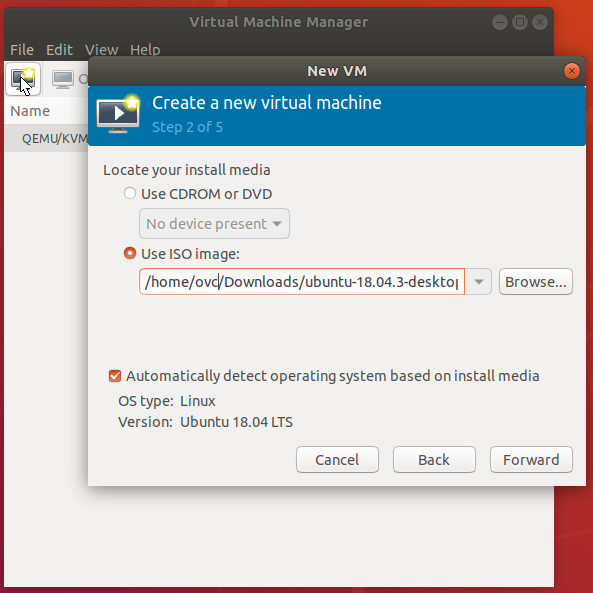 Virtual Machine Manager
File Edit View Help
New VM
Name
Create a new virtual machine
Step 2 of 5
QEMU/KVM
Locate your install media
Use CDROM or DVD
No device present
Use ISO image:
/home/ovc/Downloads/ubuntu-18.04.3-desktop
Browse...
Automatically detect operating system based on install media
OS type: Linux
Version: Ubuntu 18.04 LTS
Cancel Back Forward